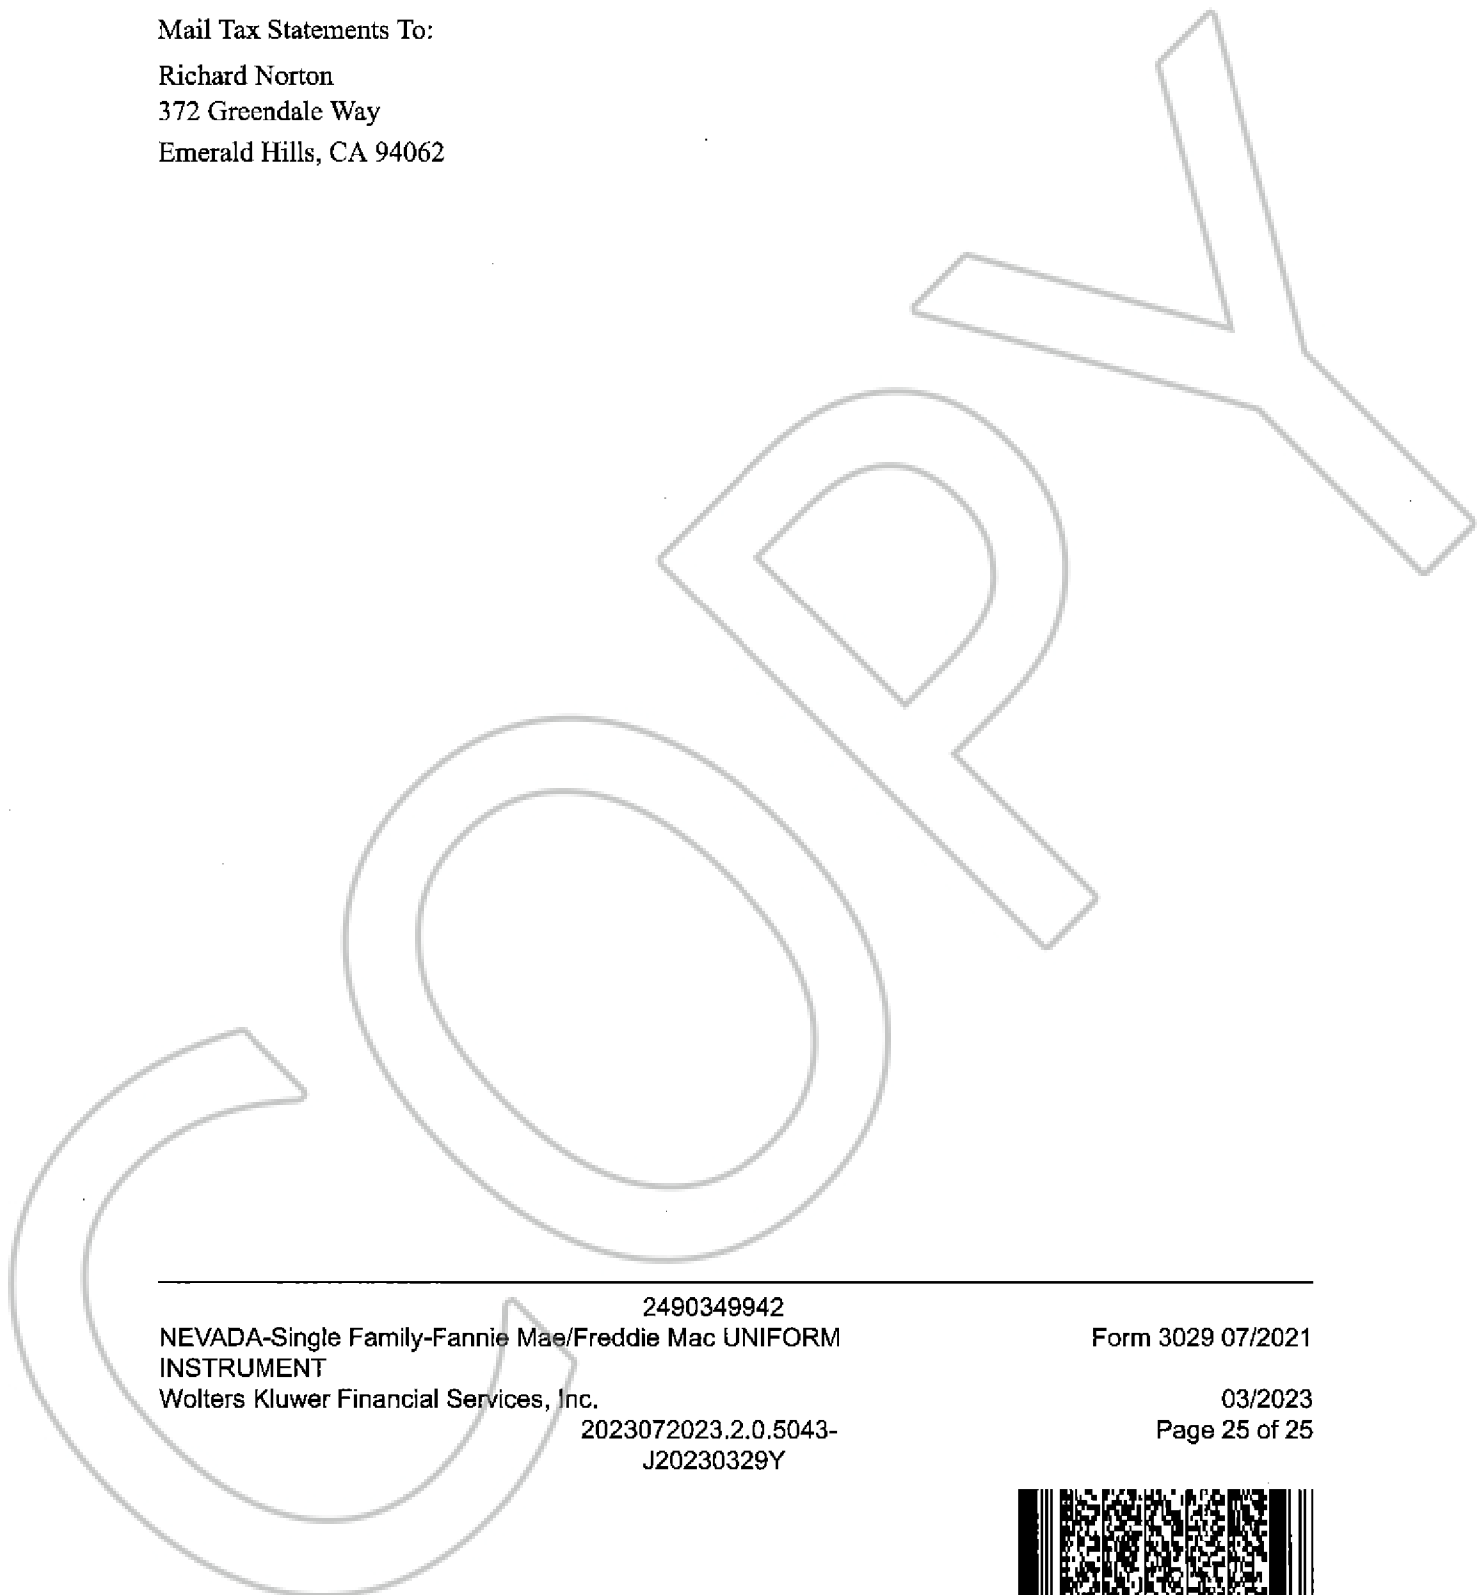 Mail Tax Statements To:
Richard Norton
372 Greendale Way
Emerald Hills, CA 94062
COPY
2490349942
NEVADA-Single Family-Fannie Mae/Freddie Mac UNIFORM
INSTRUMENT
Form 3029 07/2021
Wolters Kluwer Financial Services, Inc.
03/2023
2023072023.2.0.5043-
J20230329Y
Page 25 of 25